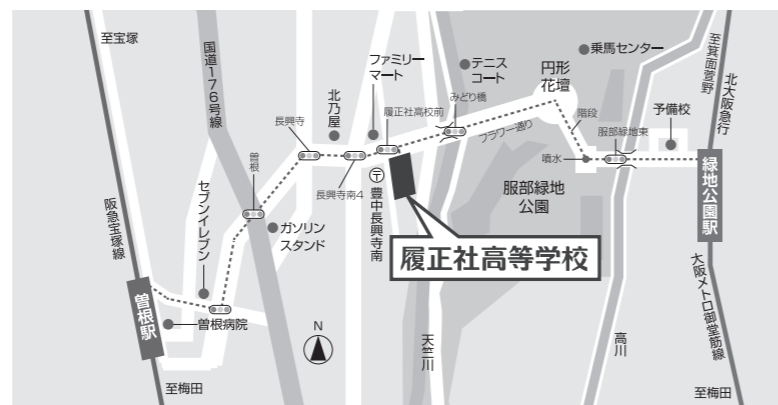 至宝塚
国道176号線
ファミリー
マート
テニス
コート
乗馬センター
円形
花壇
至箕面萱野
北大阪急行
北乃屋
長興寺
履正社高校前
みどり橋
フラワー通り
階段
予備校
服部緑地東
曽根
長興寺南4
〒
豊中長興寺南
噴水
服部緑地
公園
緑地公園駅
セブンイレブン
ガソリン
スタンド
阪急宝塚線
履正社高等学校
曽根駅
曽根病院
N
天竺川
高川
大阪メトロ御堂筋線
至梅田
至梅田